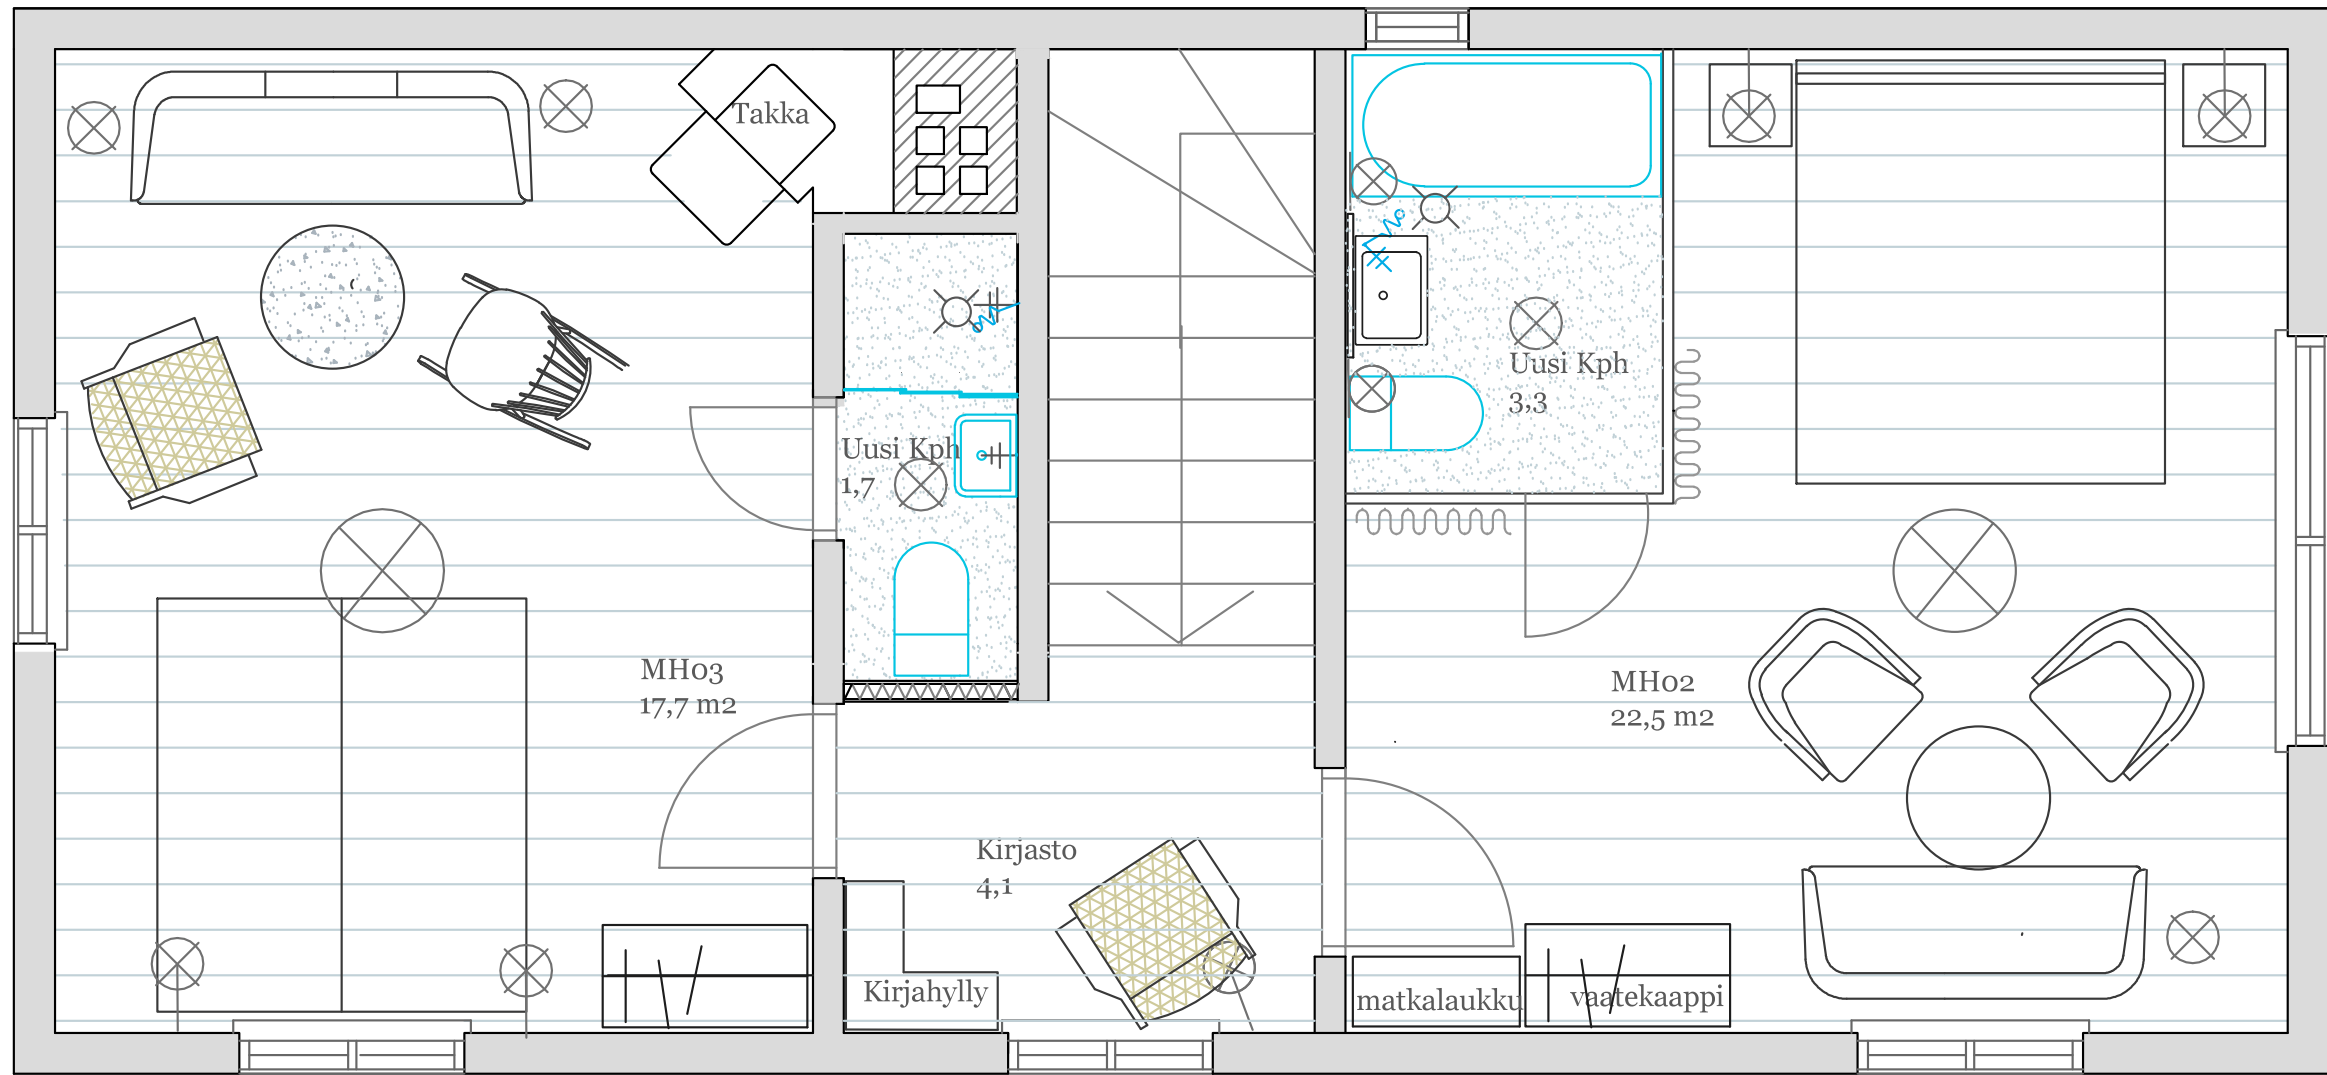 Takka
Uusi Kph
3,3
Uusi Kph
1,7
MH03
17,7 m2
MH02
22,5 m2
Kirjasto
4,1
Kirjahylly
matkalaukku
vaatekaappi